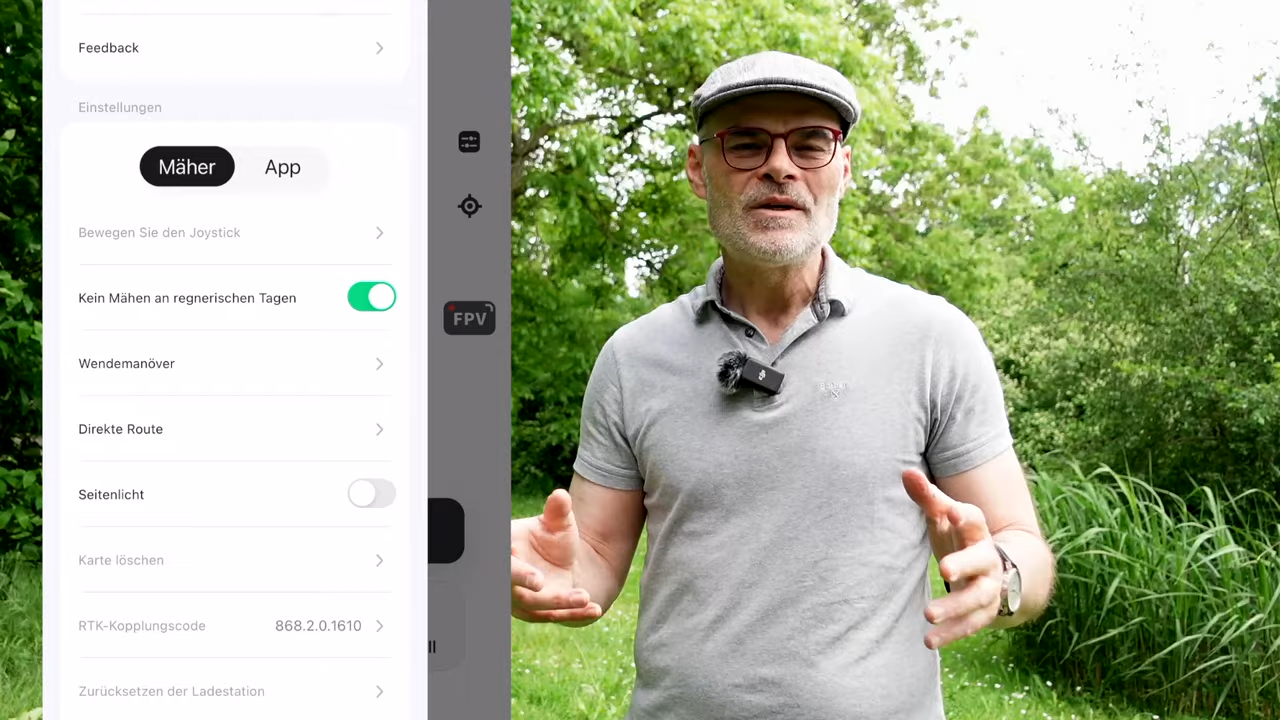 Feedback
Einstellungen
Mäher
App
Bewegen Sie den Joystick
Kein Mähen an regnerischen Tagen
Wendemanöver
Direkte Route
Seitenlicht
Karte löschen
RTK-Kopplungscode
868.2.0.1610
Zurücksetzen der Ladestation
FPV
dji